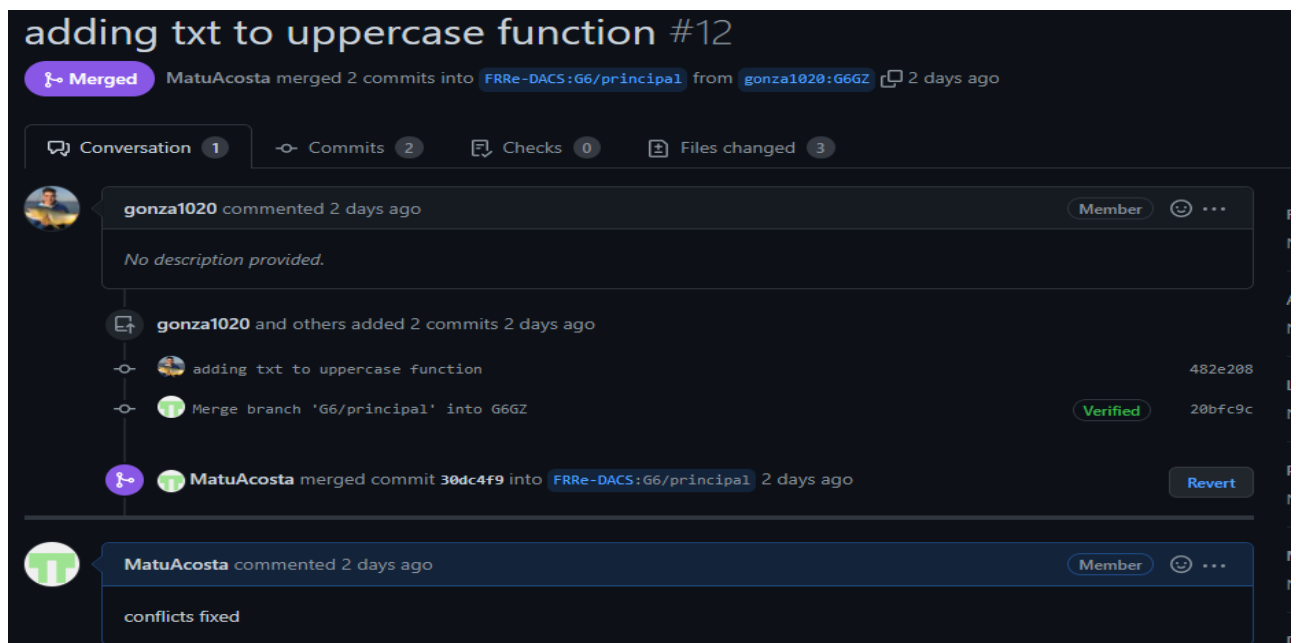 adding txt to uppercase function #12
Merged MatuAcosta merged 2 commits into FRRe-DACS:G6/principal from gonza1020:G6GZ 2 days ago
Conversation 1 Commits 2 Checks 0 Files changed 3
gonza1020 commented 2 days ago Member
No description provided.
gonza1020 and others added 2 commits 2 days ago
adding txt to uppercase function 482e208
Merge branch 'G6/principal' into G6GZ Verified 20bfc9c
MatuAcosta merged commit 30dc4f9 into FRRe-DACS:G6/principal 2 days ago Revert
MatuAcosta commented 2 days ago Member
conflicts fixed